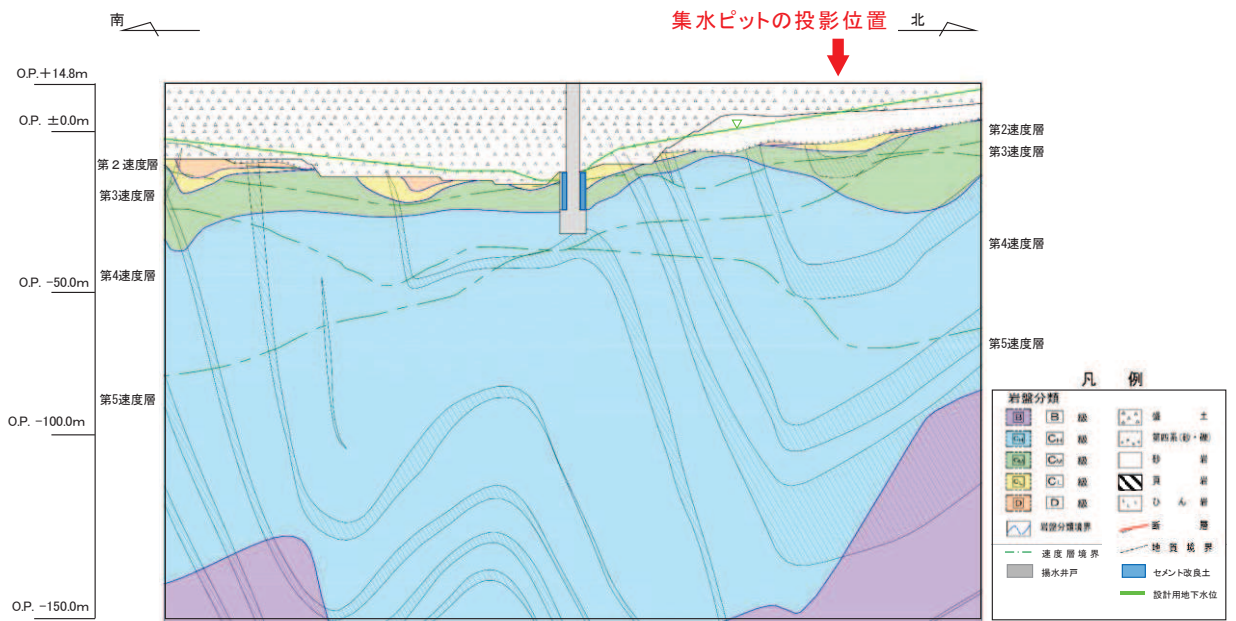 南
集水ピットの投影位置
北
O.P.+14.8m
O.P. ±0.0m
O.P. -50.0m
O.P. -100.0m
O.P. -150.0m
第2速度層
第3速度層
第4速度層
第5速度層
第2速度層
第3速度層
第4速度層
第5速度層
凡 例
岩盤分類
B B 級
CH CH 級
CM CM 級
CL CL 級
D D 級
岩盤分類境界
速度層境界
揚水井戸
盛 土
第四系(砂・礫)
砂 岩
頁 岩
ひ ん 岩
断 層
地 質 境 界
セメント改良土
設計用地下水位